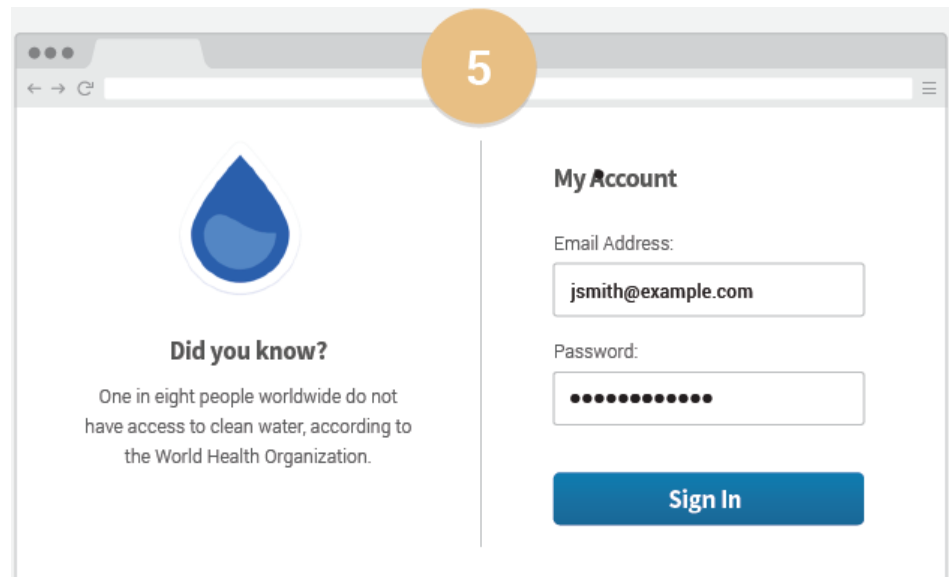 5
Did you know?
One in eight people worldwide do not
have access to clean water, according to
the World Health Organization.
My Account
Email Address:
jsmith@example.com
Password:
Sign In